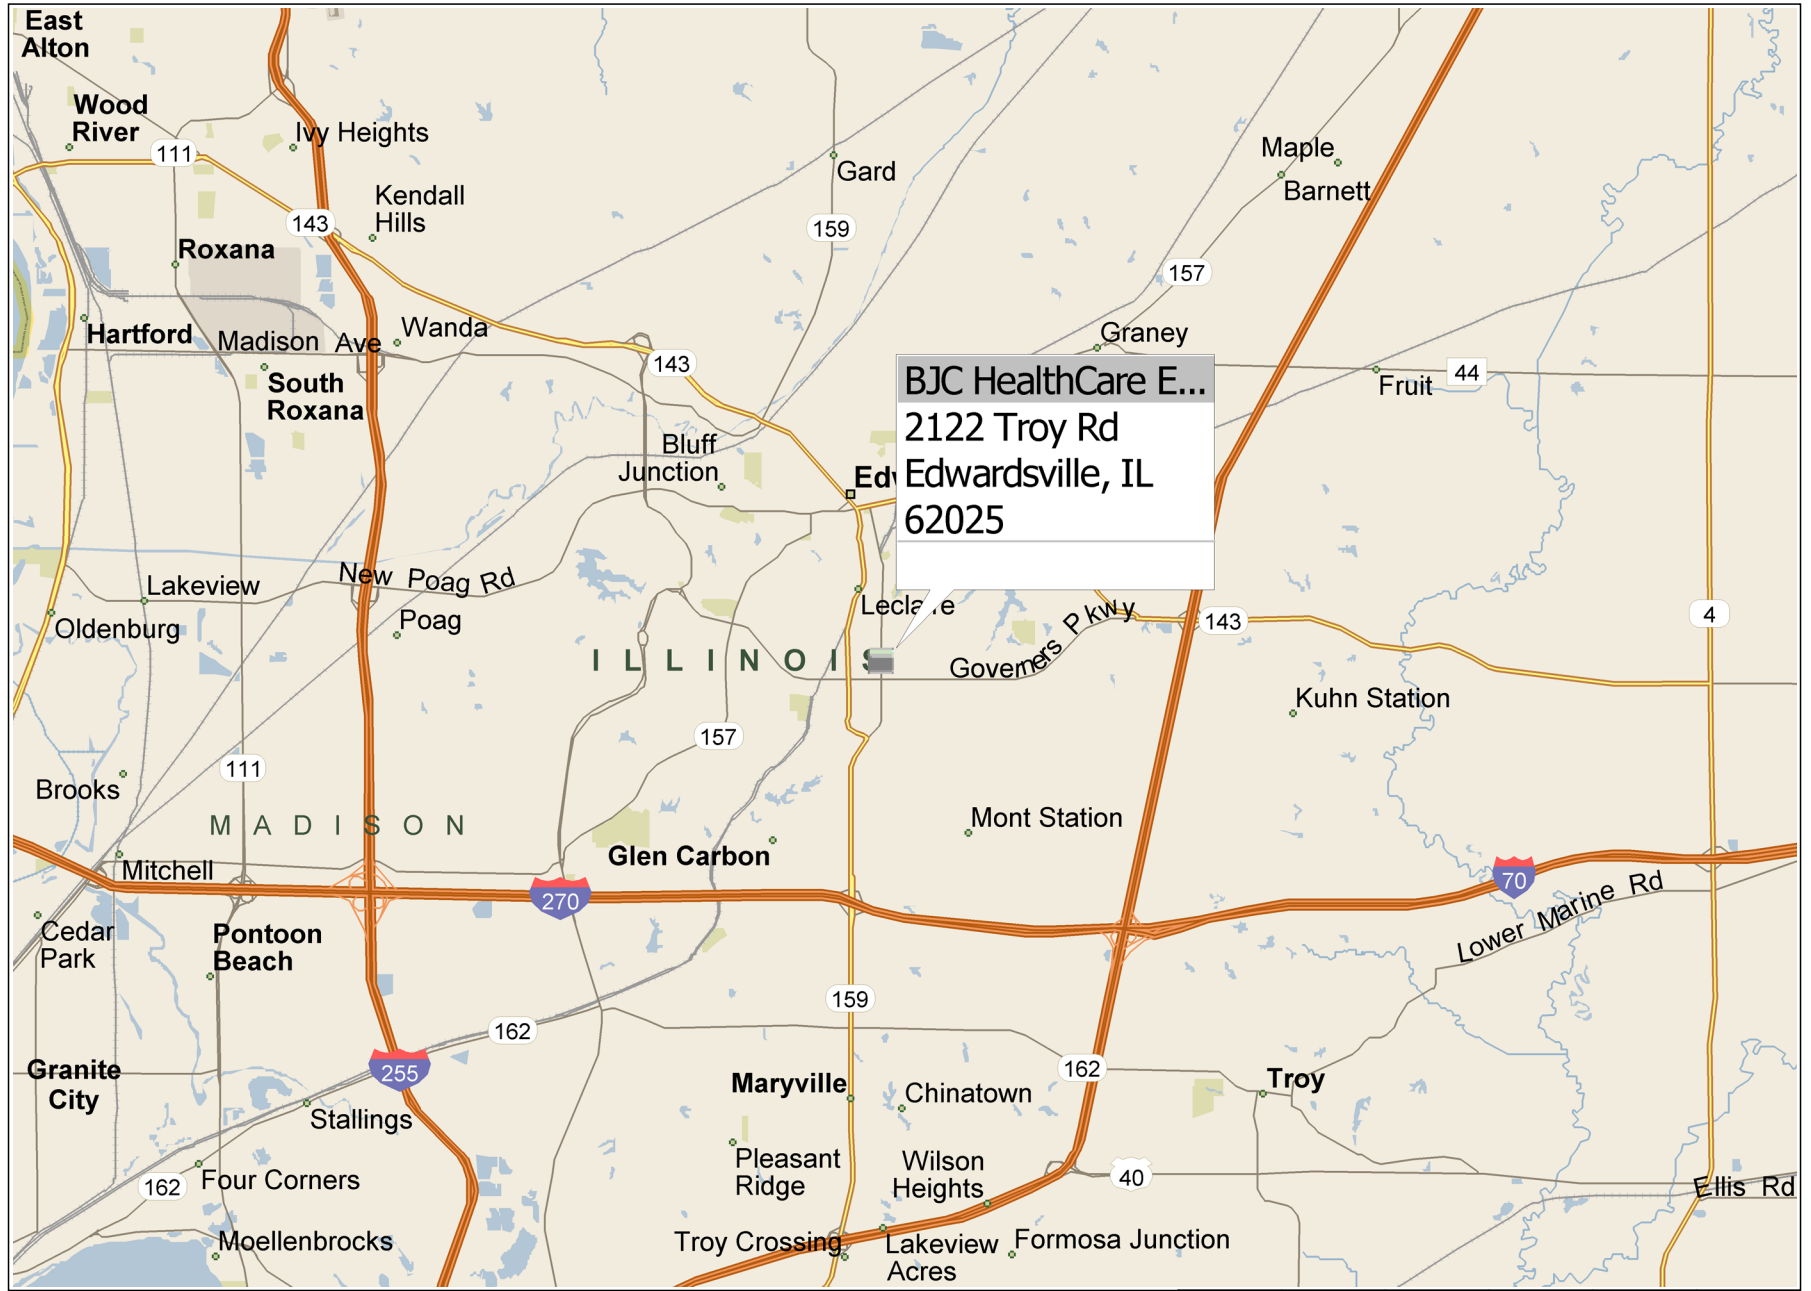 East
Alton
Wood
River
111
Ivy Heights
Kendall
Hills
143
Roxana
Gard
159
Maple
Barnett
157
Hartford
Madison Ave
Wanda
South
Roxana
143
Graney
Fruit
44
BJC HealthCare E...
2122 Troy Rd
Edwardsville, IL
62025
Bluff
Junction
Edw
New Poag Rd
Lakeview
Oldenburg
Poag
Leclaire
Governers Pkwy
143
4
ILLINOIS
Kuhn Station
157
111
Brooks
MADISON
Mont Station
Glen Carbon
Mitchell
270
70
Lower Marine Rd
Cedar
Park
Pontoon
Beach
159
162
255
162
Granite
City
Stallings
Maryville
Chinatown
Troy
Pleasant
Ridge
Wilson
Heights
40
Four Corners
162
Ellis Rd
Moellenbrocks
Troy Crossing
Lakeview
Acres
Formosa Junction